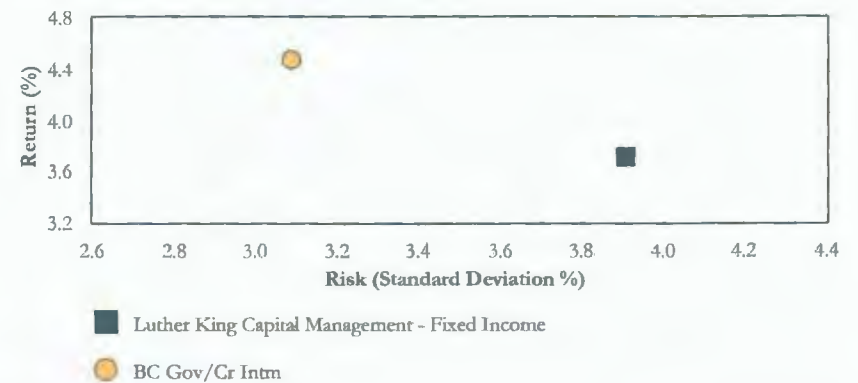 4.8
4.4
4.0
3.6
3.2
Return (%)
2.6 2.8 3.0 3.2 3.4 3.6 3.8 4.0 4.2 4.4
Risk (Standard Deviation %)
Luther King Capital Management - Fixed Income
BC Gov/Cr Intm